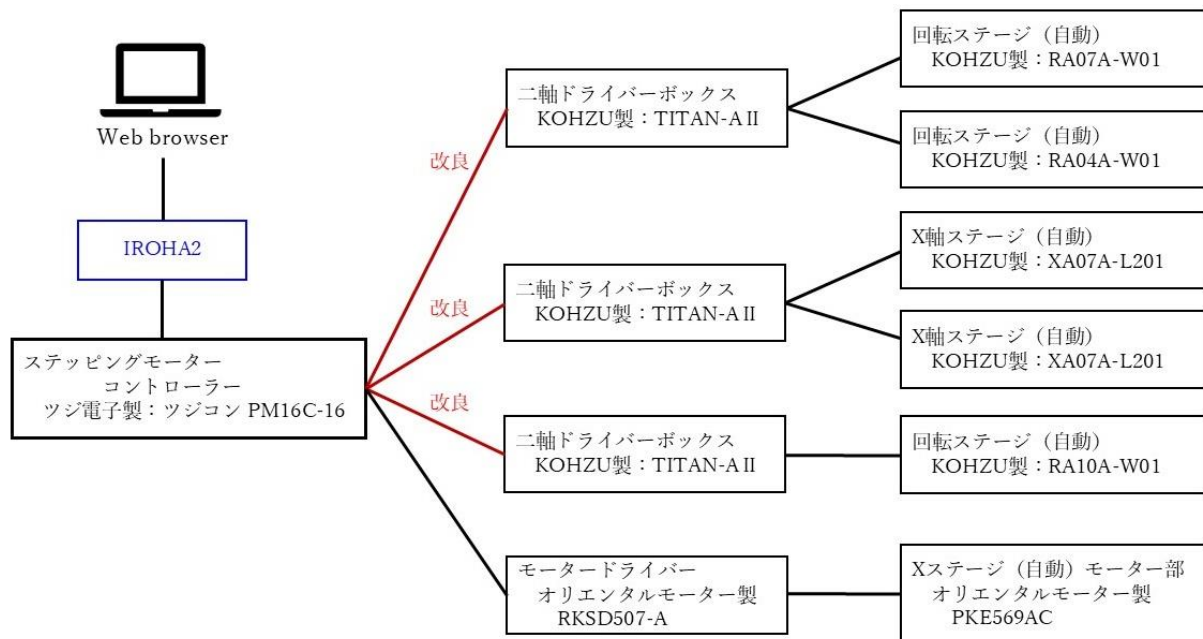 Web browser
IROHA2
ステッピングモーター
コントローラー
ツジ電子製：ツジコン PM16C-16
改良
改良
改良
二軸ドライバーボックス
KOHZU製：TITAN-AⅡ
二軸ドライバーボックス
KOHZU製：TITAN-AⅡ
二軸ドライバーボックス
KOHZU製：TITAN-AⅡ
モータードライバー
オリエンタルモーター製
RKSD507-A
回転ステージ（自動）
KOHZU製：RA07A-W01
回転ステージ（自動）
KOHZU製：RA04A-W01
X軸ステージ（自動）
KOHZU製：XA07A-L201
X軸ステージ（自動）
KOHZU製：XA07A-L201
回転ステージ（自動）
KOHZU製：RA10A-W01
Xステージ（自動）モーター部
オリエンタルモーター製
PKE569AC